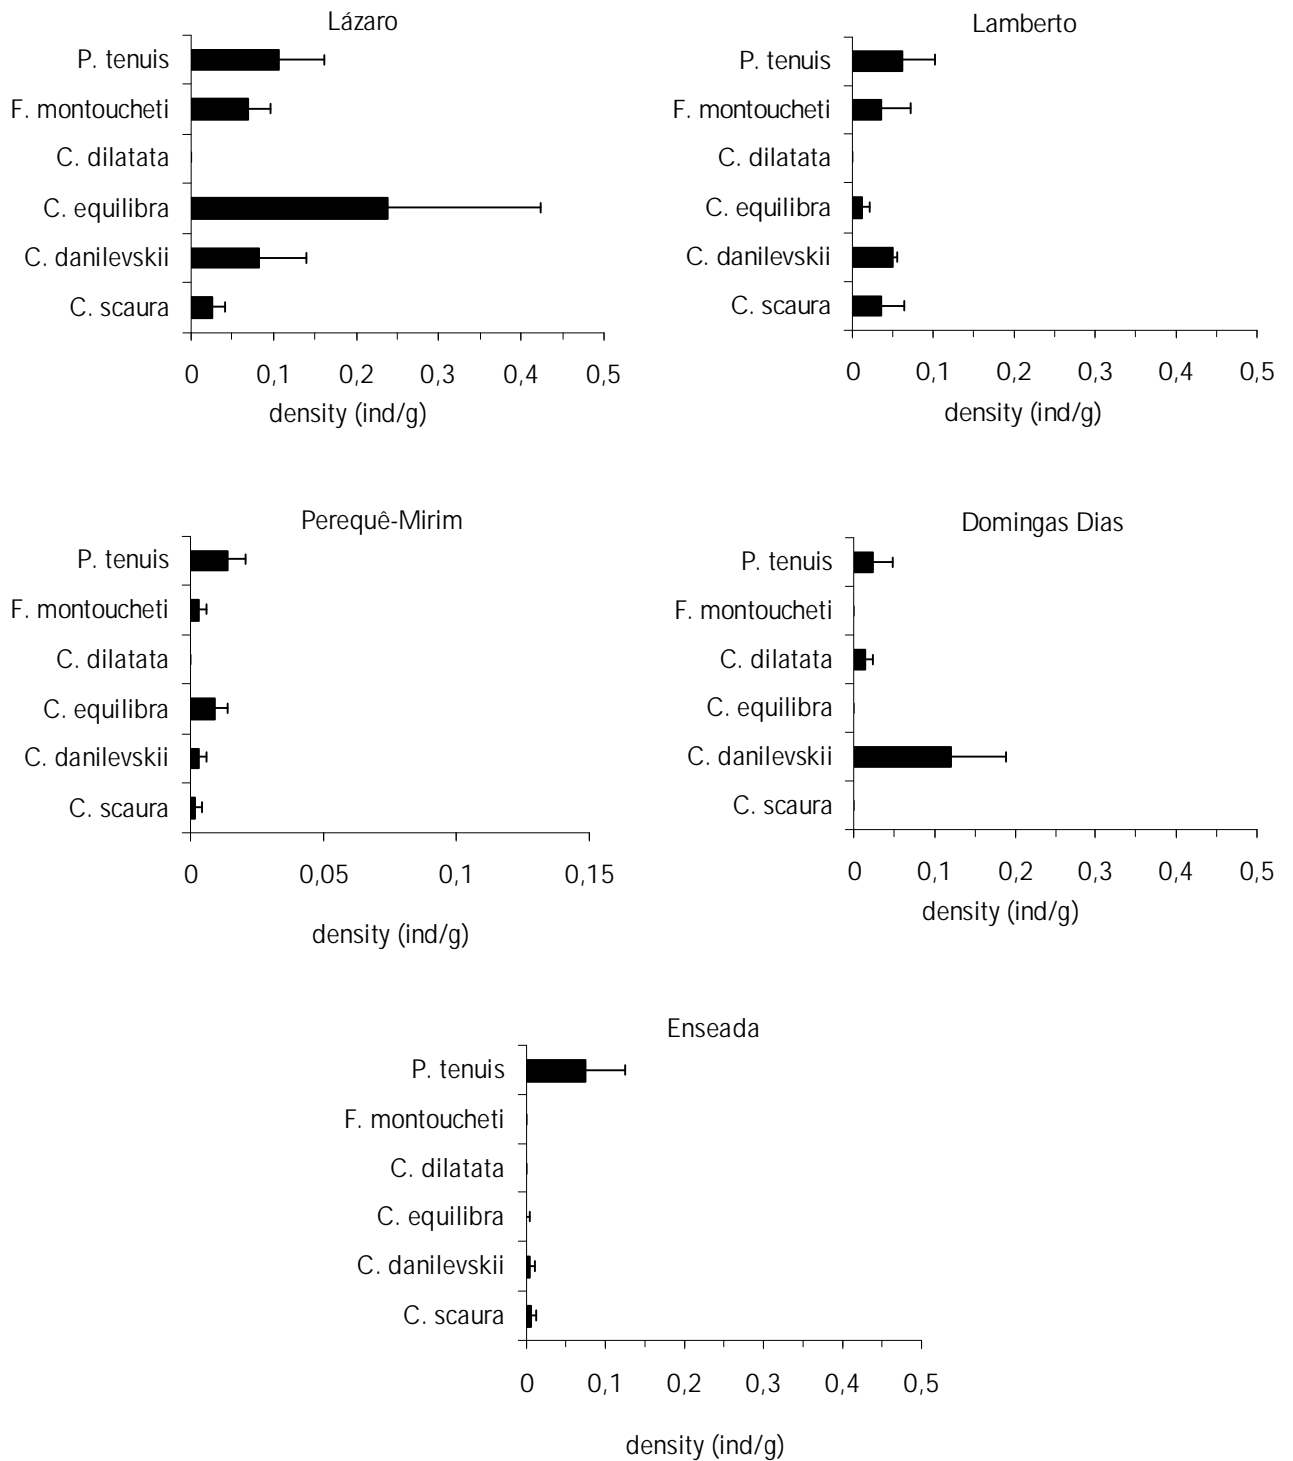 Lázaro
P. tenuis
F. montoucheti
C. dilatata
C. equilibra
C. danilevskii
C. scaura
0 0,1 0,2 0,3 0,4 0,5
density (ind/g)
Lamberto
P. tenuis
F. montoucheti
C. dilatata
C. equilibra
C. danilevskii
C. scaura
0 0,1 0,2 0,3 0,4 0,5
density (ind/g)
Perequê-Mirim
P. tenuis
F. montoucheti
C. dilatata
C. equilibra
C. danilevskii
C. scaura
0 0,05 0,1 0,15
density (ind/g)
Domingas Dias
P. tenuis
F. montoucheti
C. dilatata
C. equilibra
C. danilevskii
C. scaura
0 0,1 0,2 0,3 0,4 0,5
density (ind/g)
Enseada
P. tenuis
F. montoucheti
C. dilatata
C. equilibra
C. danilevskii
C. scaura
0 0,1 0,2 0,3 0,4 0,5
density (ind/g)